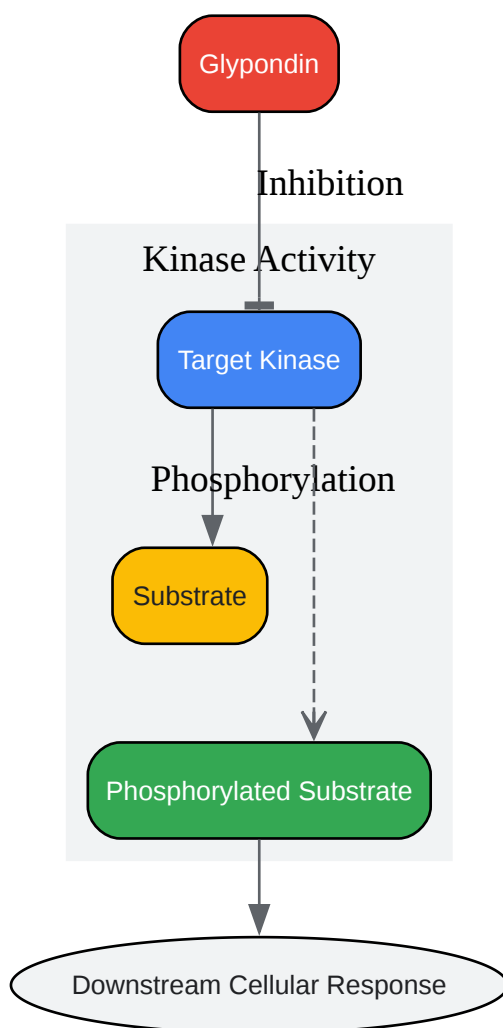 Glypondin
Inhibition
Kinase Activity
Target Kinase
Phosphorylation
Substrate
Phosphorylated Substrate
Downstream Cellular Response